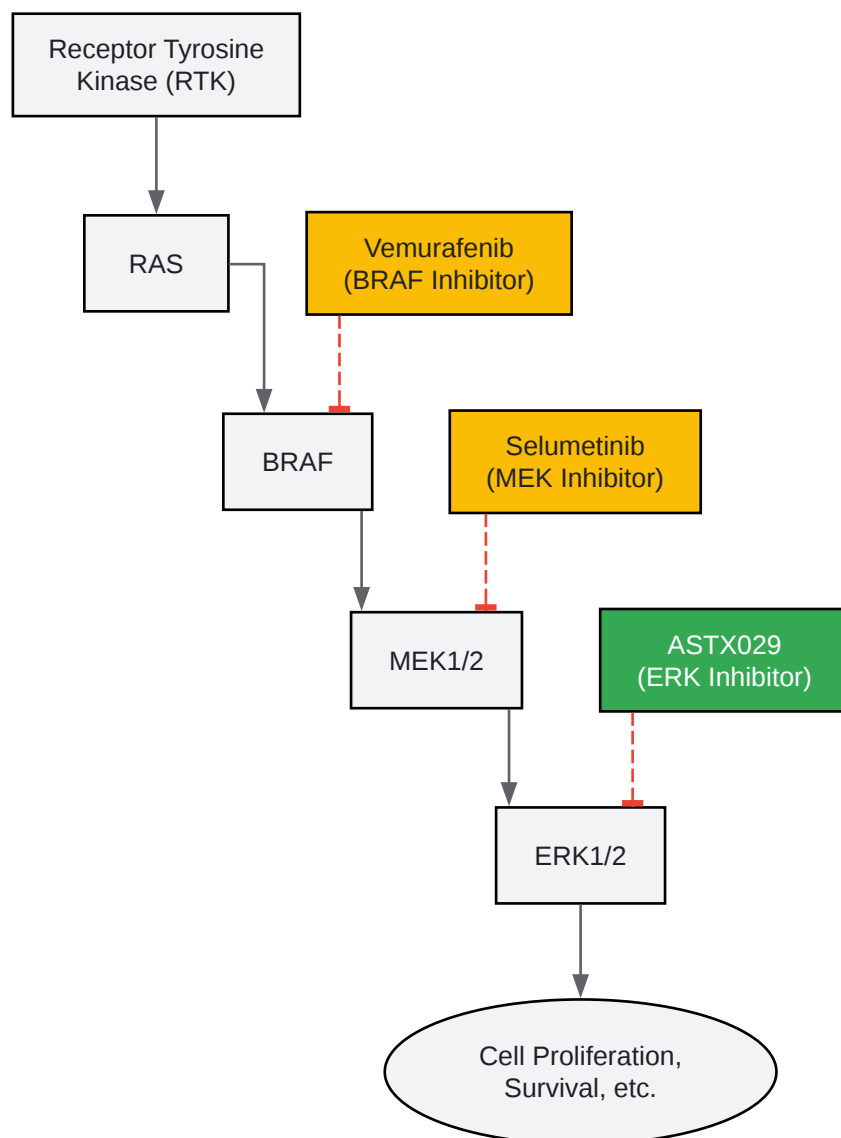 Receptor Tyrosine
Kinase (RTK)
RAS
Vemurafenib
(BRAF Inhibitor)
BRAF
Selumetinib
(MEK Inhibitor)
MEK1/2
ASTX029
(ERK Inhibitor)
ERK1/2
Cell Proliferation,
Survival, etc.